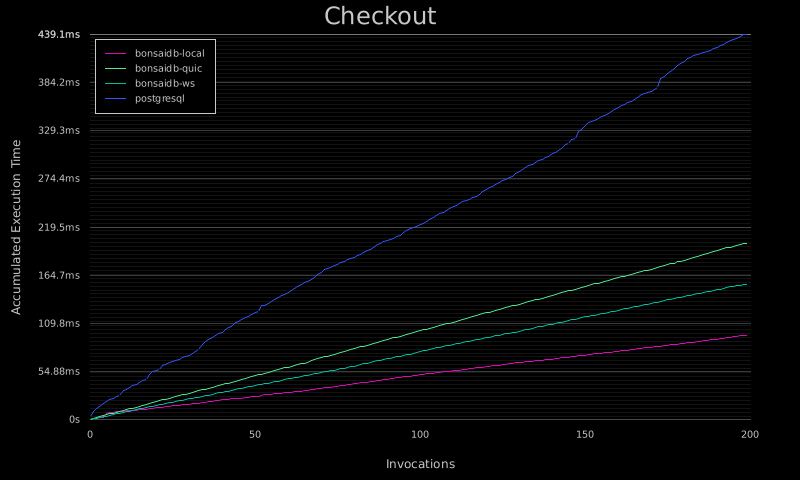 Checkout
439.1ms
384.2ms
329.3ms
274.4ms
219.5ms
164.7ms
109.8ms
54.88ms
0s
bonsaidb-local
bonsaidb-quic
bonsaidb-ws
postgresql
Accumulated Execution Time
0 50 100 150 200
Invocations